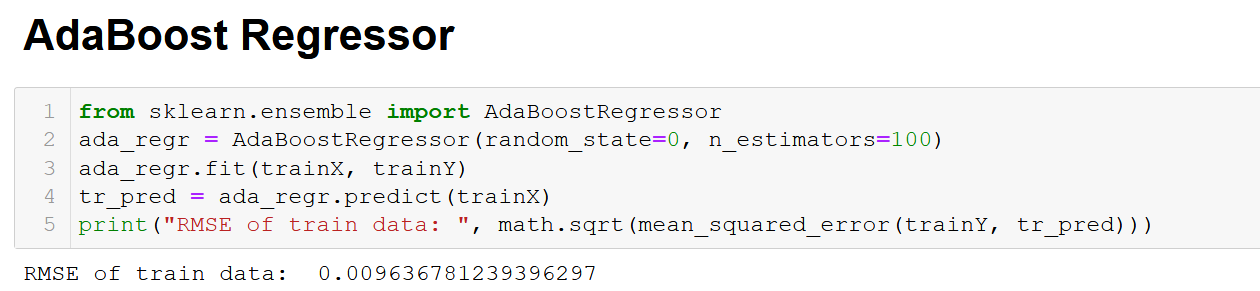 AdaBoost Regressor
1 from sklearn.ensemble import AdaBoostRegressor
2 ada_regr = AdaBoostRegressor(random_state=0, n_estimators=100)
3 ada_regr.fit(trainX, trainY)
4 tr_pred = ada_regr.predict(trainX)
5 print("RMSE of train data: ", math.sqrt(mean_squared_error(trainY, tr_pred)))
RMSE of train data:  0.009636781239396297